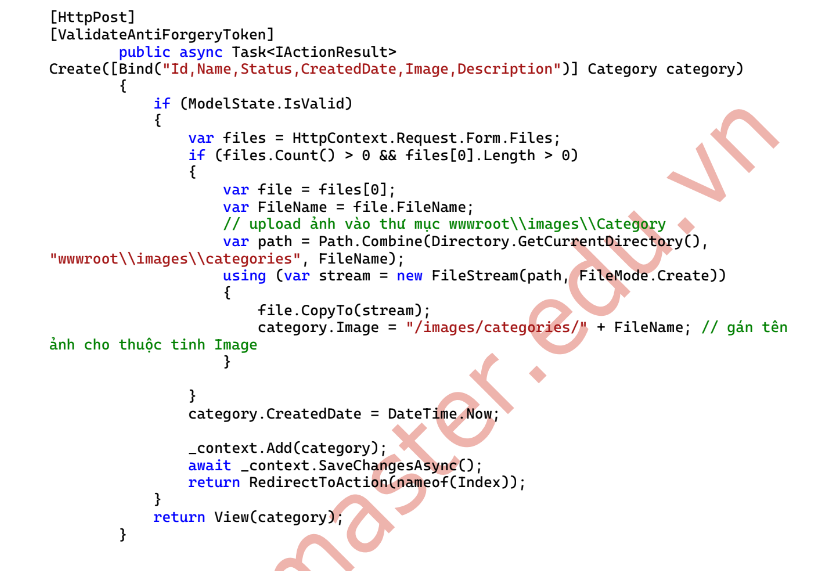 [HttpPost]
[ValidateAntiForgeryToken]
        public async Task<IActionResult>
Create([Bind("Id,Name,Status,CreatedDate,Image,Description")] Category category)
        {
            if (ModelState.IsValid)
            {
                var files = HttpContext.Request.Form.Files;
                if (files.Count() > 0 && files[0].Length > 0)
                {
                    var file = files[0];
                    var FileName = file.FileName;
                    // upload ảnh vào thư mục wwwroot\\images\\Category
                    var path = Path.Combine(Directory.GetCurrentDirectory(),
"wwwroot\\images\\categories", FileName);
                    using (var stream = new FileStream(path, FileMode.Create))
                    {
                        file.CopyTo(stream);
                        category.Image = "/images/categories/" + FileName; // gán tên
ảnh cho thuộc tinh Image
                    }

                }
                category.CreatedDate = DateTime.Now;

                _context.Add(category);
                await _context.SaveChangesAsync();
                return RedirectToAction(nameof(Index));
            }
            return View(category);
        }
master.edu.vn